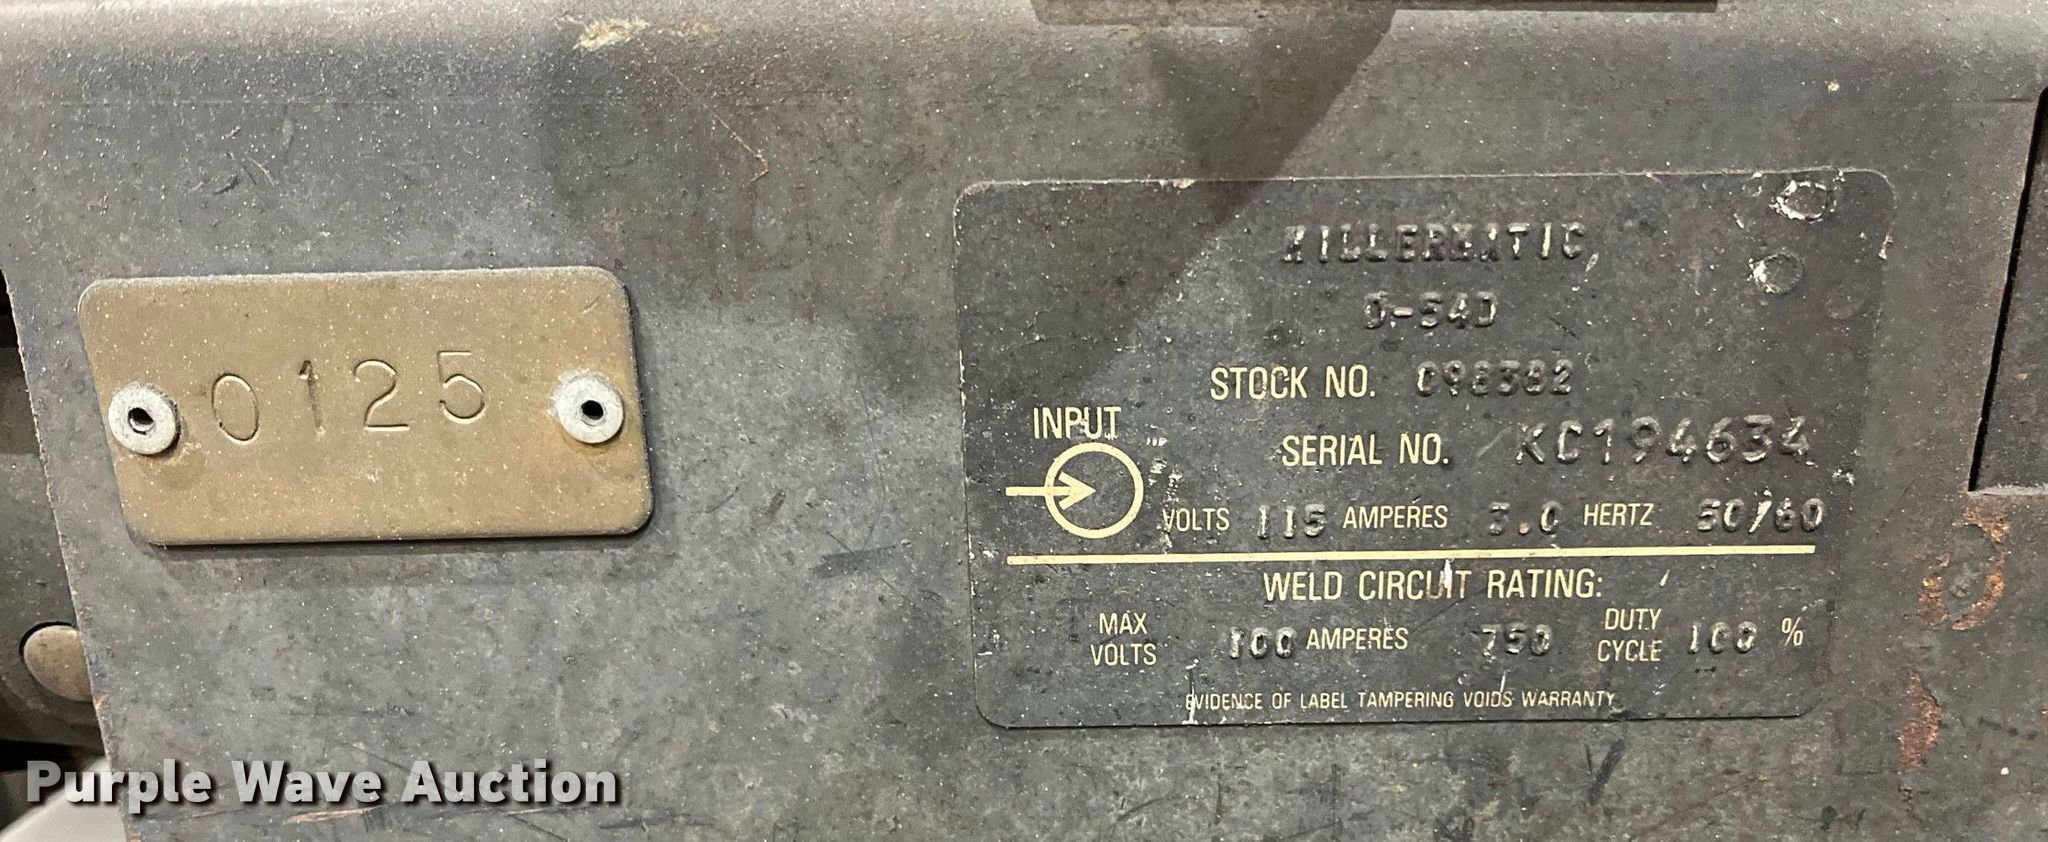 0125
MILLERMATIC,
D-54D
STOCK NO. 098382
INPUT
SERIAL NO. KC194634
VOLTS 115 AMPERES 3.0 HERTZ 50/60
WELD CIRCUIT RATING:
MAX VOLTS 100 AMPERES 750 DUTY CYCLE 100 %
EVIDENCE OF LABEL TAMPERING VOIDS WARRANTY
Purple Wave Auction